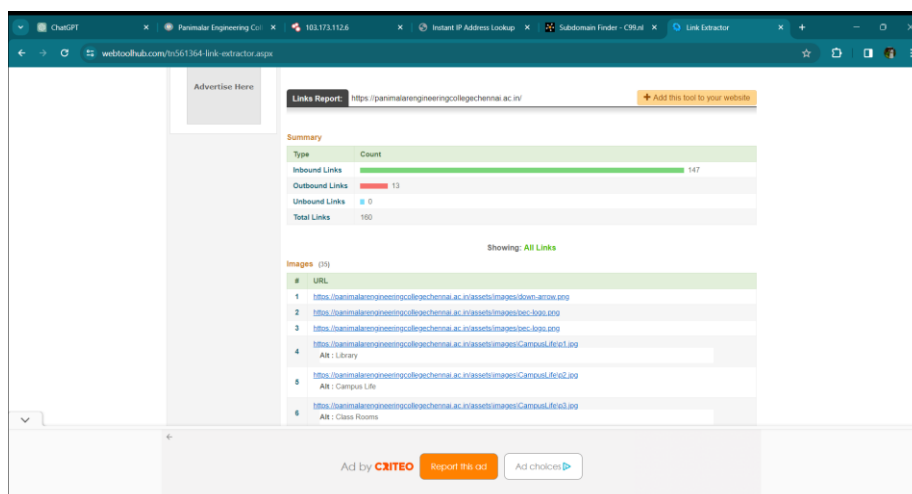 ChatGPT
Panimalar Engineering Coll
103.173.112.6
Instant IP Address Lookup
Subdomain Finder - C99.nl
Link Extractor
webtoolhub.com/tn561364-link-extractor.aspx
Advertise Here
Links Report: https://panimalarengineeringcollegechennai.ac.in/
+ Add this tool to your website
Summary
Type Count
Inbound Links 147
Outbound Links 13
Unbound Links 0
Total Links 160
Showing: All Links
Images (35)
# URL
1 https://panimalarengineeringcollegechennai.ac.in/assets/images/down-arrow.png
2 https://panimalarengineeringcollegechennai.ac.in/assets/images/pec-logo.png
3 https://panimalarengineeringcollegechennai.ac.in/assets/images/pec-logo.png
4 https://panimalarengineeringcollegechennai.ac.in/assets\images\CampusLife\p1.jpg
Alt : Library
5 https://panimalarengineeringcollegechennai.ac.in/assets\images\CampusLife\p2.jpg
Alt : Campus Life
6 https://panimalarengineeringcollegechennai.ac.in/assets\images\CampusLife\p3.jpg
Alt : Class Rooms
Ad by CRITEO
Report this ad
Ad choices